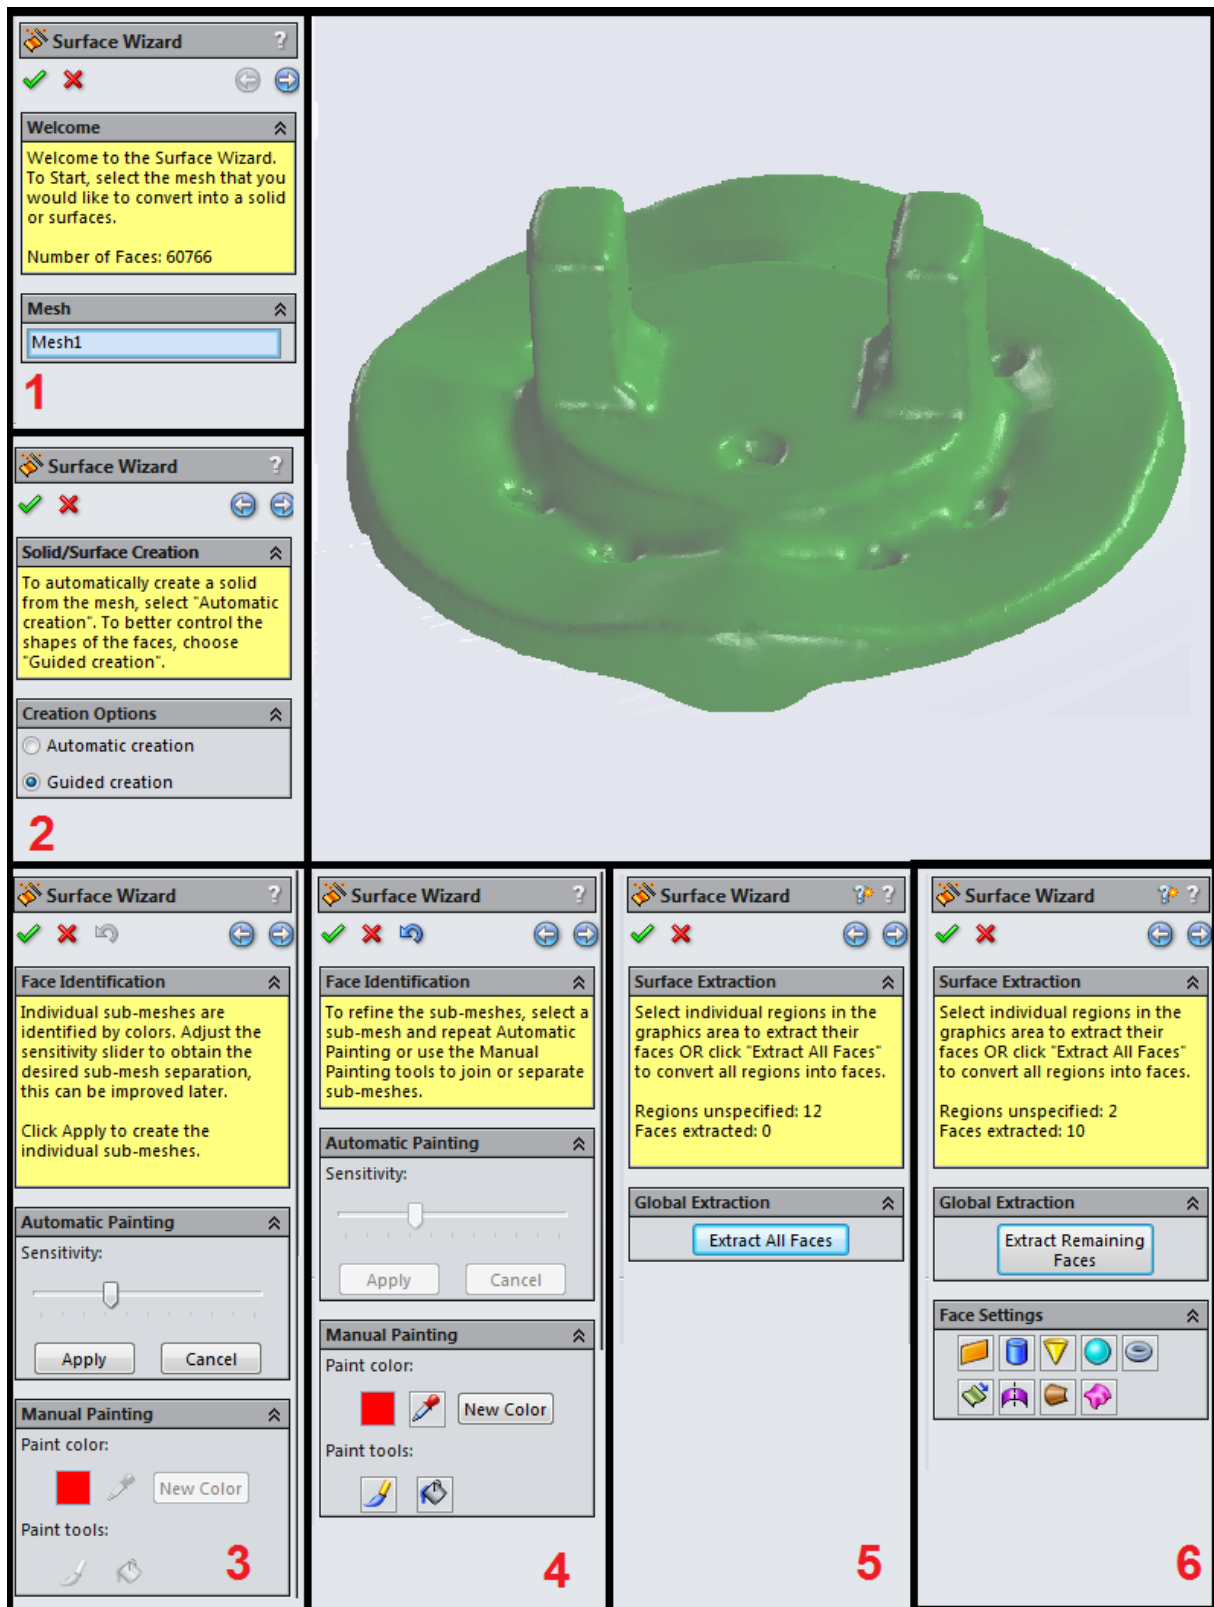 Surface Wizard ?
Welcome
Welcome to the Surface Wizard.
To Start, select the mesh that you
would like to convert into a solid
or surfaces.
Number of Faces: 60766
Mesh
Mesh1
1
Surface Wizard ?
Solid/Surface Creation
To automatically create a solid
from the mesh, select "Automatic
creation". To better control the
shapes of the faces, choose
"Guided creation".
Creation Options
Automatic creation
Guided creation
2
Surface Wizard ?
Face Identification
Individual sub-meshes are
identified by colors. Adjust the
sensitivity slider to obtain the
desired sub-mesh separation,
this can be improved later.
Click Apply to create the
individual sub-meshes.
Automatic Painting
Sensitivity:
Apply Cancel
Manual Painting
Paint color:
New Color
Paint tools:
3
Surface Wizard ?
Face Identification
To refine the sub-meshes, select a
sub-mesh and repeat Automatic
Painting or use the Manual
Painting tools to join or separate
sub-meshes.
Automatic Painting
Sensitivity:
Apply Cancel
Manual Painting
Paint color:
New Color
Paint tools:
4
Surface Wizard ? ?
Surface Extraction
Select individual regions in the
graphics area to extract their
faces OR click "Extract All Faces"
to convert all regions into faces.
Regions unspecified: 12
Faces extracted: 0
Global Extraction
Extract All Faces
5
Surface Wizard ? ?
Surface Extraction
Select individual regions in the
graphics area to extract their
faces OR click "Extract All Faces"
to convert all regions into faces.
Regions unspecified: 2
Faces extracted: 10
Global Extraction
Extract Remaining
Faces
Face Settings
6